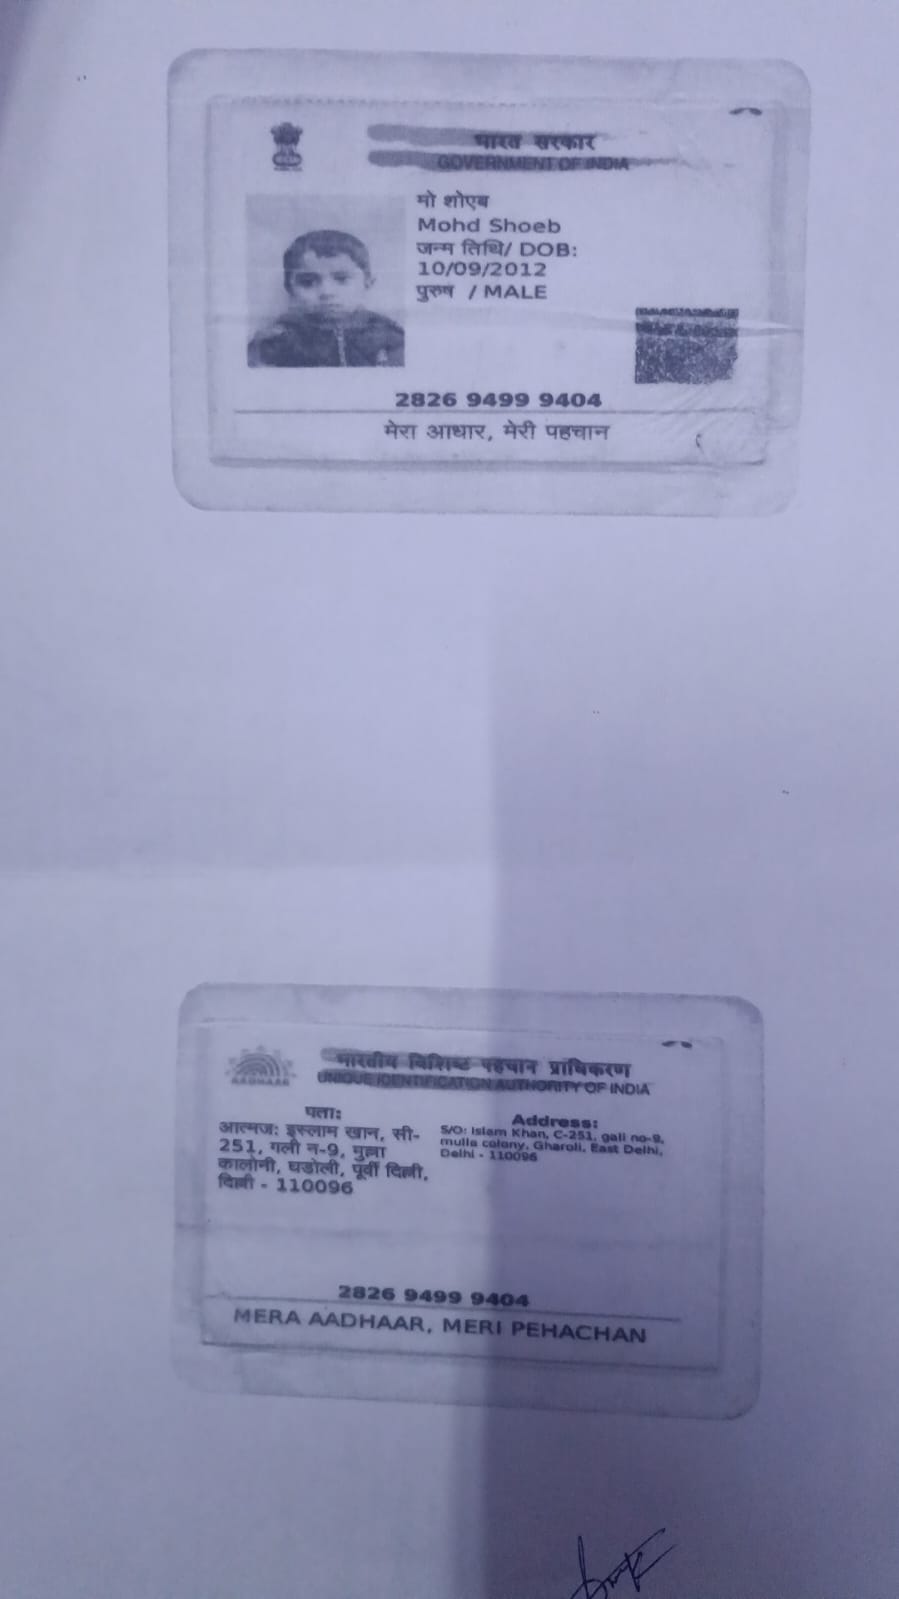 भारत सरकार
GOVERNMENT OF INDIA
मो शोएब
Mohd Shoeb
जन्म तिथि/ DOB:
10/09/2012
पुरुष / MALE
2826 9499 9404
मेरा आधार, मेरी पहचान
AADHAAR
भारतीय विशिष्ट पहचान प्राधिकरण
UNIQUE IDENTIFICATION AUTHORITY OF INDIA
पता:
आत्मज: इस्लाम खान, सी-
251, गली न-9, मुल्ला
कालोनी, घडोली, पूर्वी दिल्ली,
दिल्ली - 110096
Address:
S/O: Islam Khan, C-251, gali no-9,
mulla colony, Gharoli, East Delhi,
Delhi - 110096
2826 9499 9404
MERA AADHAAR, MERI PEHACHAN